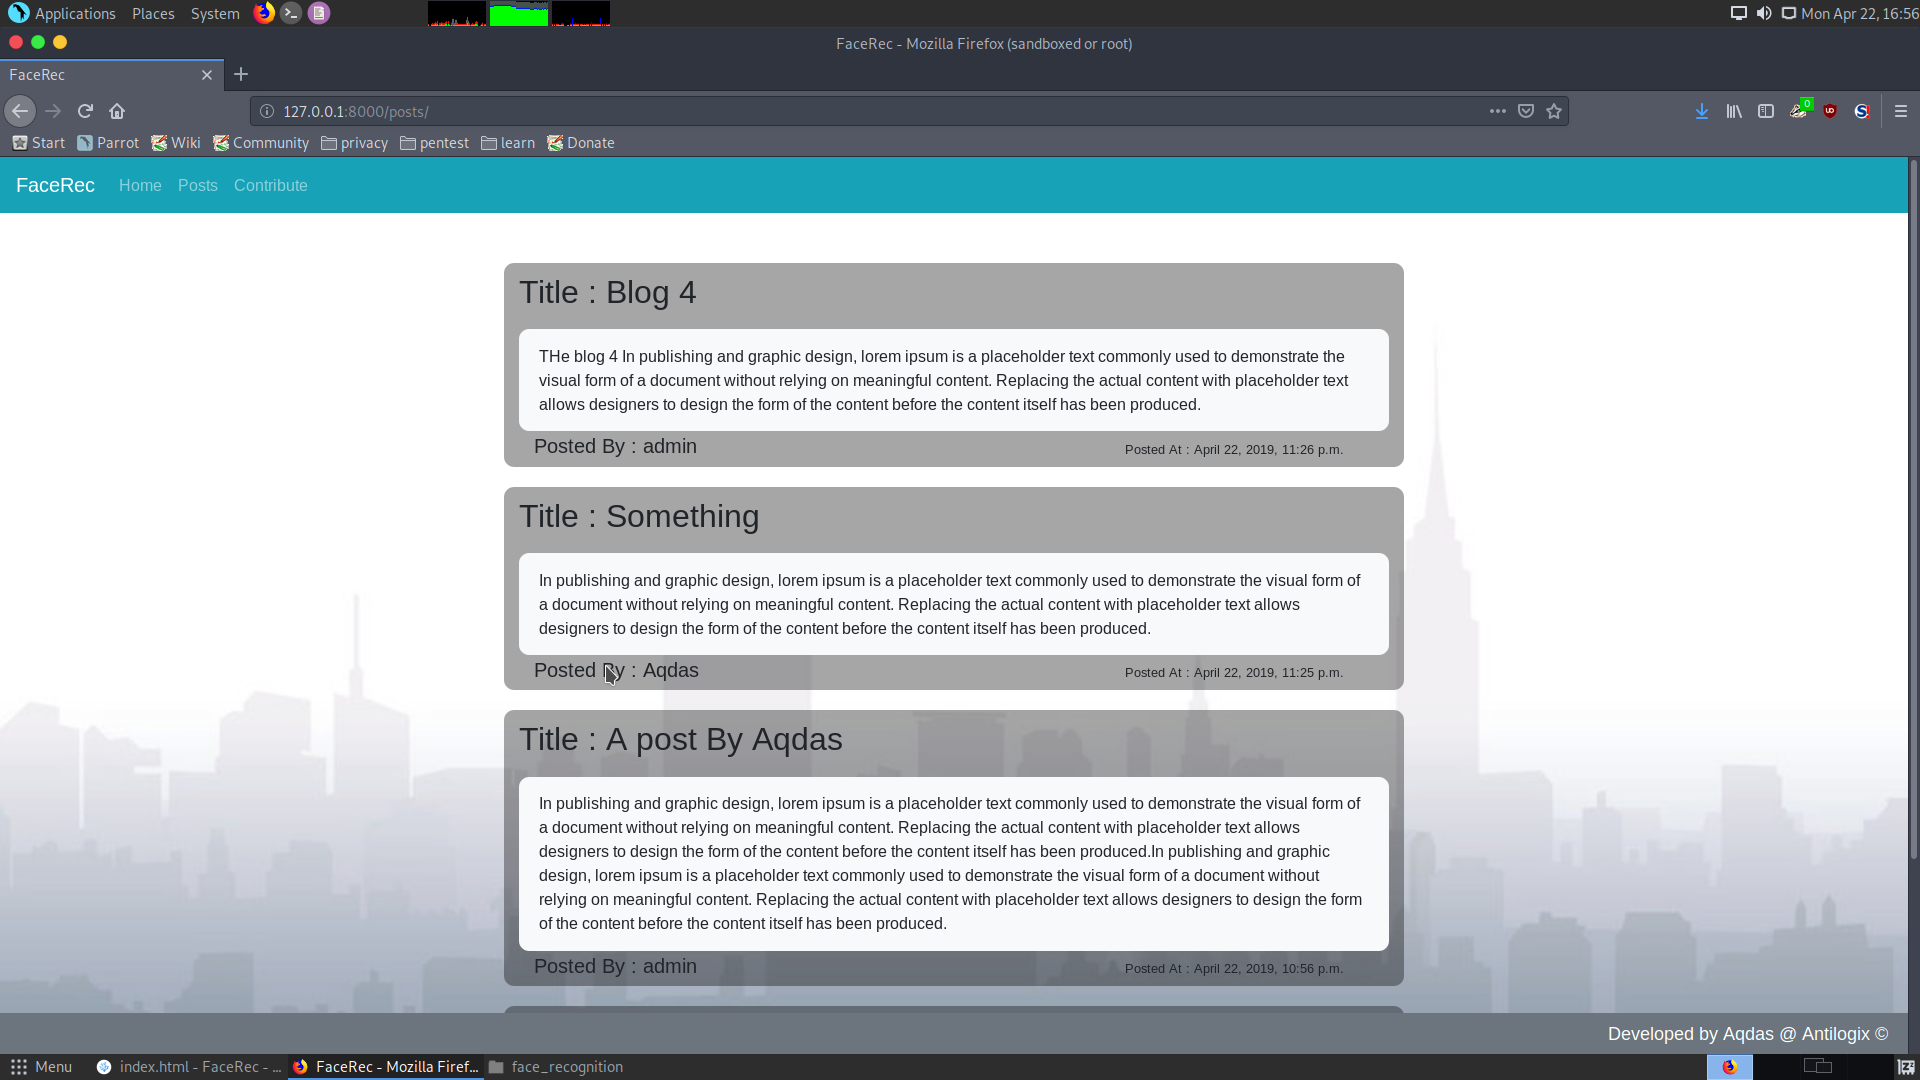 Applications Places System Mon Apr 22, 16:56
FaceRec - Mozilla Firefox (sandboxed or root)
FaceRec
127.0.0.1:8000/posts/ 0
Start Parrot Wiki Community privacy pentest learn Donate
FaceRec Home Posts Contribute
Title : Blog 4
THe blog 4 In publishing and graphic design, lorem ipsum is a placeholder text commonly used to demonstrate the
visual form of a document without relying on meaningful content. Replacing the actual content with placeholder text
allows designers to design the form of the content before the content itself has been produced.
Posted By : admin Posted At : April 22, 2019, 11:26 p.m.
Title : Something
In publishing and graphic design, lorem ipsum is a placeholder text commonly used to demonstrate the visual form of
a document without relying on meaningful content. Replacing the actual content with placeholder text allows
designers to design the form of the content before the content itself has been produced.
Posted By : Aqdas Posted At : April 22, 2019, 11:25 p.m.
Title : A post By Aqdas
In publishing and graphic design, lorem ipsum is a placeholder text commonly used to demonstrate the visual form of
a document without relying on meaningful content. Replacing the actual content with placeholder text allows
designers to design the form of the content before the content itself has been produced.In publishing and graphic
design, lorem ipsum is a placeholder text commonly used to demonstrate the visual form of a document without
relying on meaningful content. Replacing the actual content with placeholder text allows designers to design the form
of the content before the content itself has been produced.
Posted By : admin Posted At : April 22, 2019, 10:56 p.m.
Developed by Aqdas @ Antilogix ©
Menu index.html - FaceRec - ... FaceRec - Mozilla Firef... face_recognition